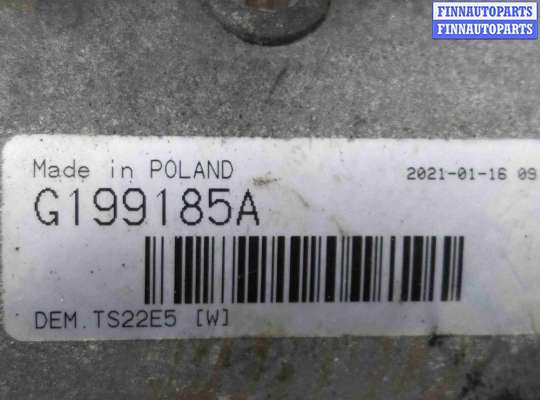 FINNAUTOPARTS
FINNAUTOPARTS
Made in POLAND
2021-01-16 09
G199185A
DEM.TS22E5 [W]